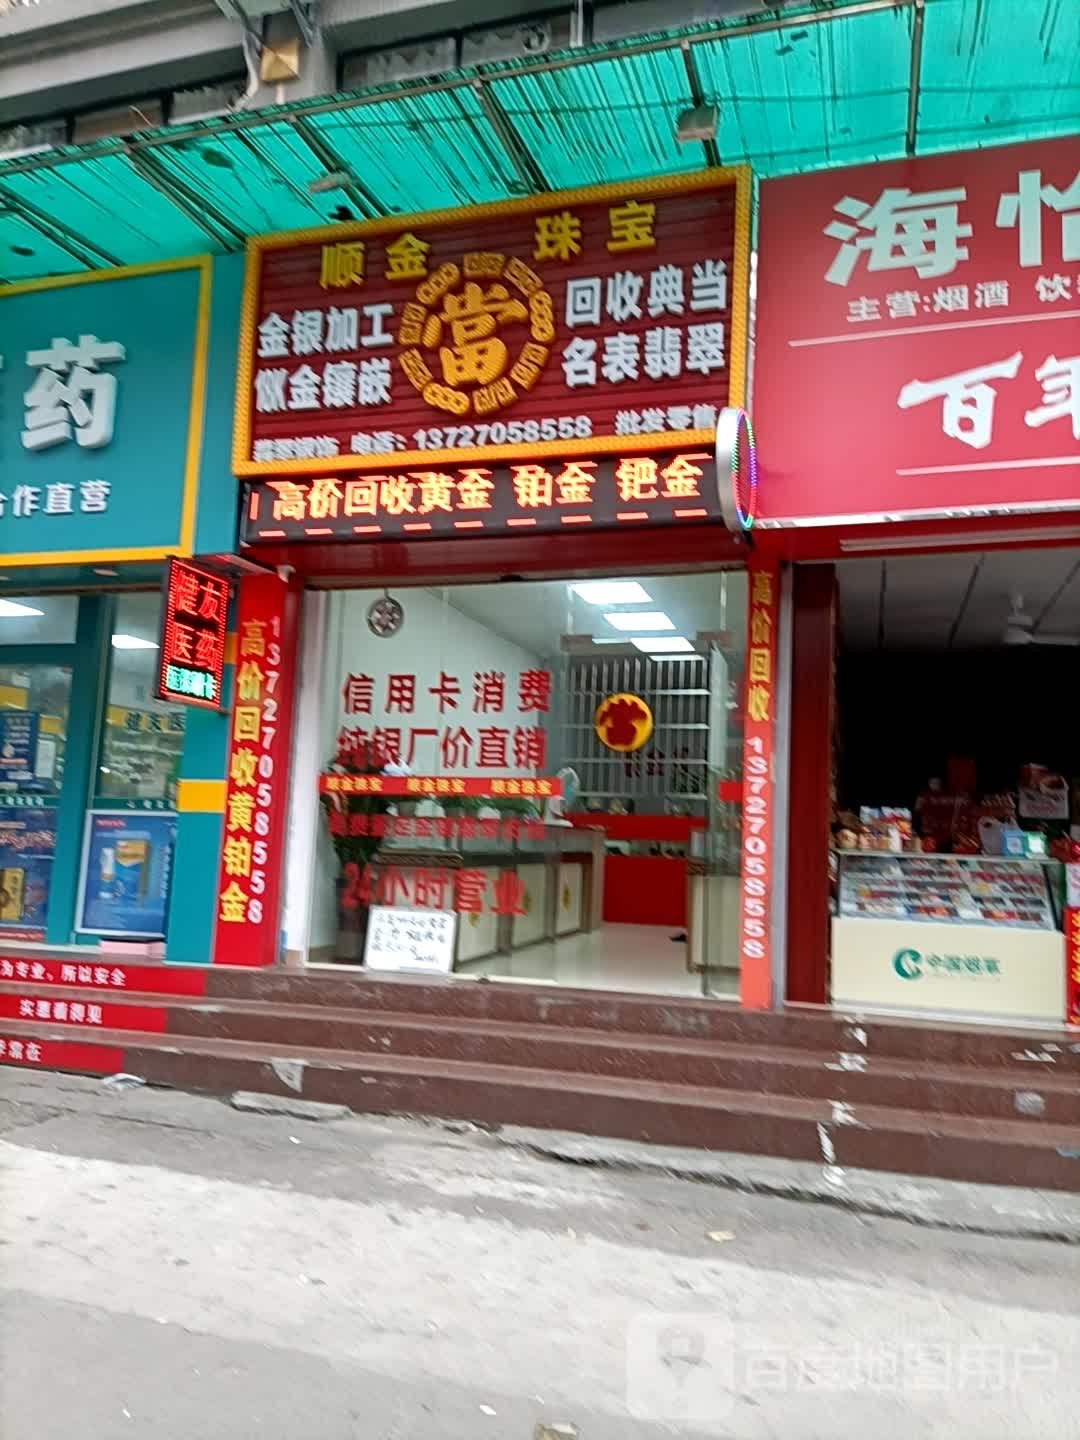 药
合作直营
健友
医药
顺金 珠宝
金银加工
當
回收典当
名表翡翠
金镶嵌
电话:13727058558 批发零售
高价回收黄金 铂金 钯金
高价回收黄铂金
13727058558
高价回收 13727058558
信用卡消费
纯银厂价直销
顺金珠宝 顺金珠宝 顺金珠宝
24小时营业
海怡
主营:烟酒 饮
百年
中国烟草
为专业、所以安全
实惠看得见
常在
百度地图用户